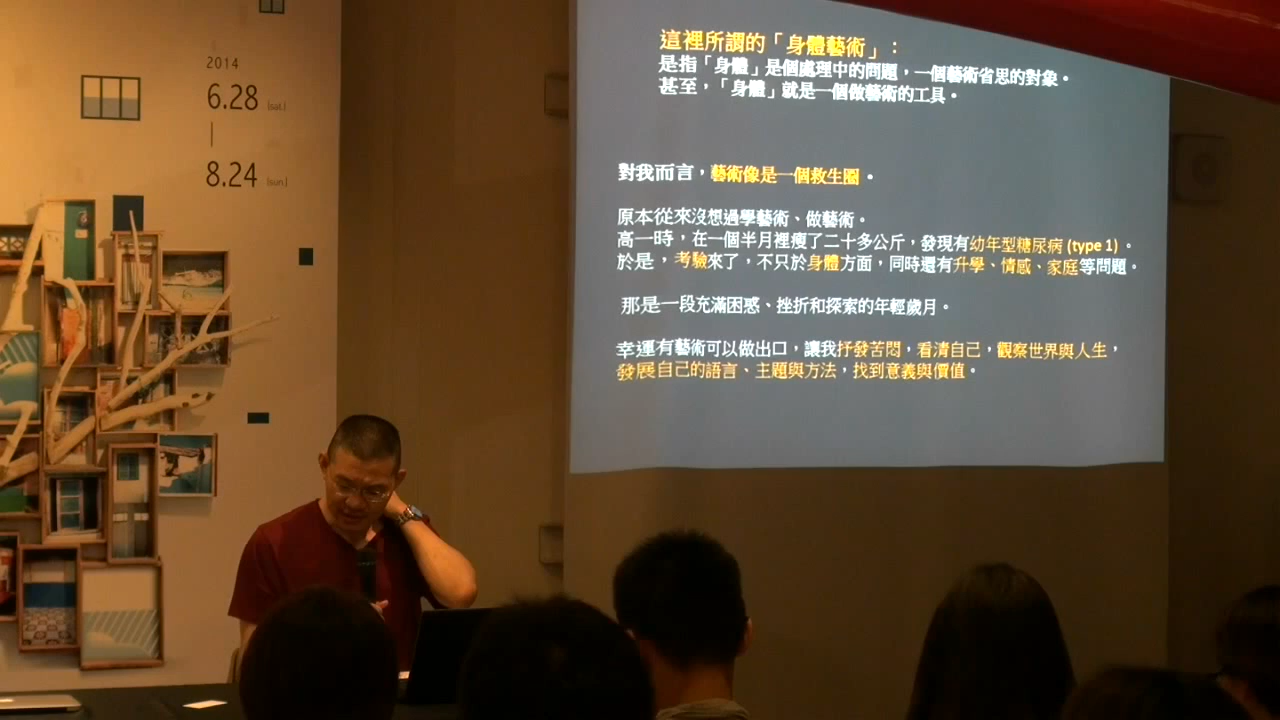 2014
6.28 [sat.]
8.24 [sun.]
這裡所謂的「身體藝術」：
是指「身體」是個處理中的問題，一個藝術省思的對象。
甚至，「身體」就是一個做藝術的工具。
對我而言，藝術像是一個救生圈。
原本從來沒想過學藝術、做藝術。
高一時，在一個半月裡瘦了二十多公斤，發現有幼年型糖尿病 (type 1) 。
於是，考驗來了，不只於身體方面，同時還有升學、情感、家庭等問題。
那是一段充滿困惑、挫折和探索的年輕歲月。
幸運有藝術可以做出口，讓我抒發苦悶，看清自己，觀察世界與人生，
發展自己的語言、主題與方法，找到意義與價值。